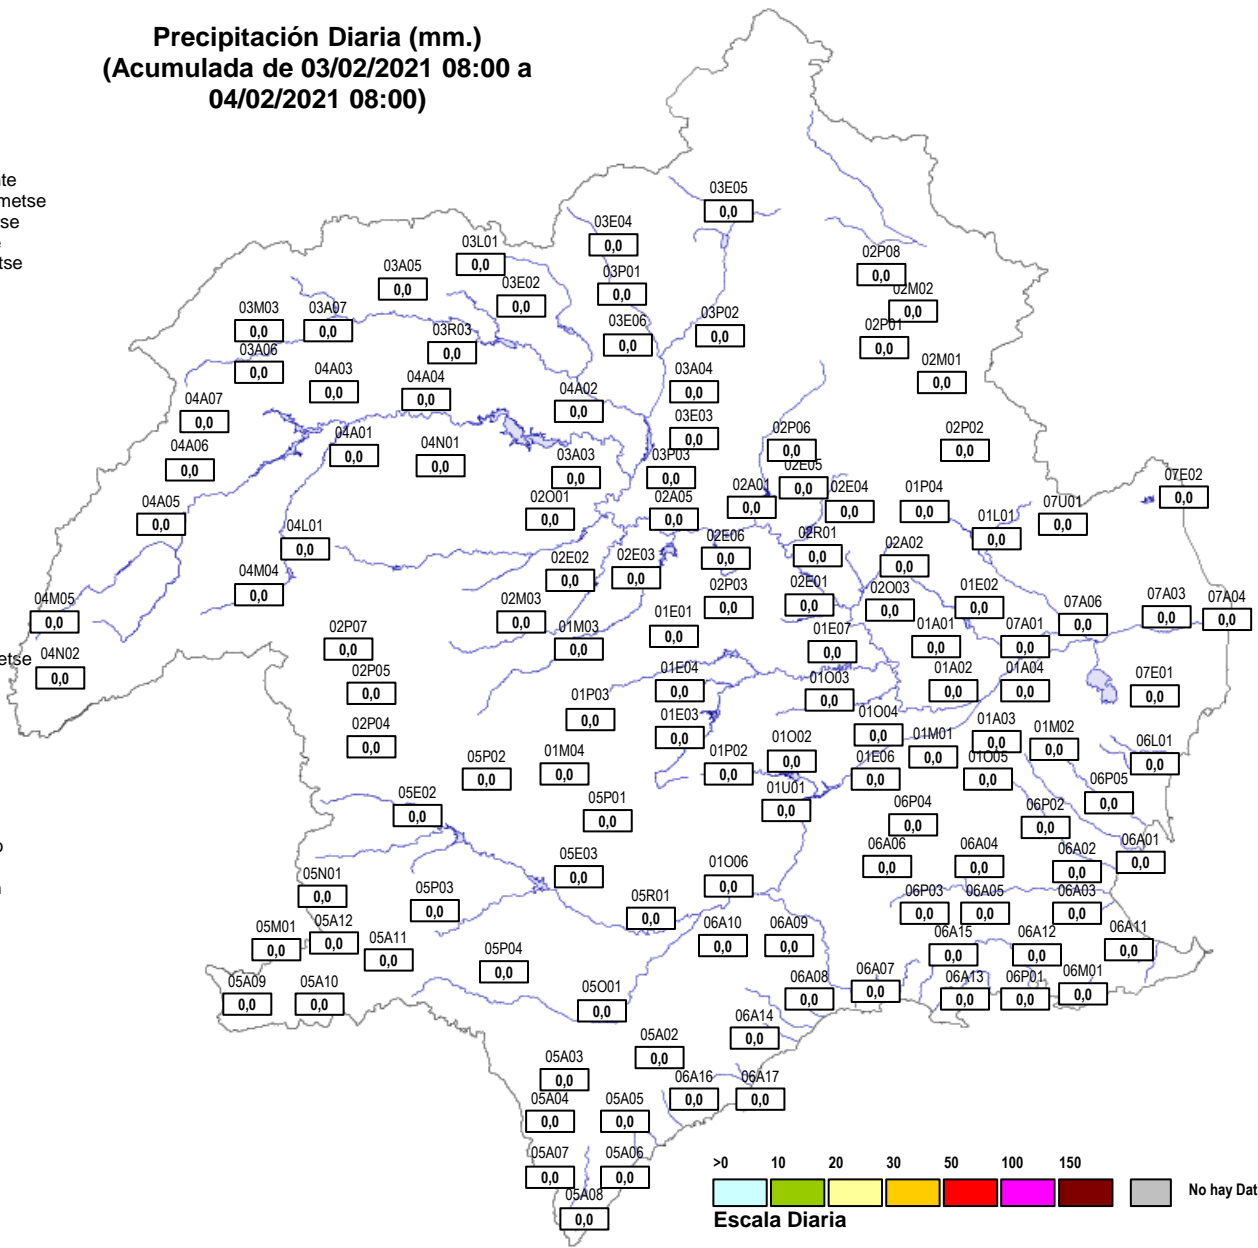 Precipitación Diaria (mm.)
(Acumulada de 03/02/2021 08:00 a
04/02/2021 08:00)
te
metse
se
tse
03E05
0,0
03E04
0,0
03L01
0,0
02P08
0,0
03A05
0,0
03P01
0,0
03E02
0,0
02M02
0,0
03M03
0,0
03A07
0,0
03P02
0,0
03E06
0,0
03R03
0,0
02P01
0,0
03A06
0,0
02M01
0,0
04A03
0,0
04A04
0,0
03A04
0,0
04A02
0,0
04A07
0,0
03E03
0,0
04A01
0,0
02P06
0,0
02P02
0,0
04A06
0,0
04N01
0,0
03A03
0,0
03P03
0,0
02E05
0,0
07E02
0,0
02A01
0,0
02E04
0,0
01P04
0,0
04A05
0,0
02O01
0,0
02A05
0,0
07U01
0,0
01L01
0,0
04L01
0,0
02E06
0,0
02R01
0,0
02A02
0,0
02E02
0,0
02E03
0,0
04M04
0,0
02P03
0,0
02E01
0,0
02O03
0,0
01E02
0,0
04M05
0,0
02M03
0,0
07A06
0,0
07A03
0,0
07A04
0,0
01E01
0,0
01M03
0,0
02P07
0,0
01E07
0,0
01A01
0,0
07A01
0,0
etse
04N02
0,0
02P05
0,0
01E04
0,0
01O03
0,0
01A02
0,0
01A04
0,0
07E01
0,0
01P03
0,0
02P04
0,0
01E03
0,0
01O04
0,0
01A03
0,0
01M02
0,0
01M01
0,0
05P02
0,0
01M04
0,0
01P02
0,0
01O02
0,0
01E06
0,0
01O05
0,0
06L01
0,0
05E02
0,0
05P01
0,0
01U01
0,0
06P04
0,0
06P02
0,0
06P05
0,0
05E03
0,0
01O06
0,0
06A06
0,0
06A04
0,0
06A02
0,0
06A01
0,0
05N01
0,0
05P03
0,0
05R01
0,0
06P03
0,0
06A05
0,0
06A03
0,0
05M01
0,0
05A12
0,0
05A11
0,0
05P04
0,0
06A10
0,0
06A09
0,0
06A15
0,0
06A12
0,0
06A11
0,0
05A09
0,0
05A10
0,0
05O01
0,0
06A08
0,0
06A07
0,0
06A13
0,0
06P01
0,0
06M01
0,0
06A14
0,0
05A02
0,0
05A03
0,0
06A16
0,0
06A17
0,0
05A04
0,0
05A05
0,0
05A07
0,0
05A06
0,0
05A08
0,0
>0 10 20 30 50 100 150
No hay Dat
Escala Diaria